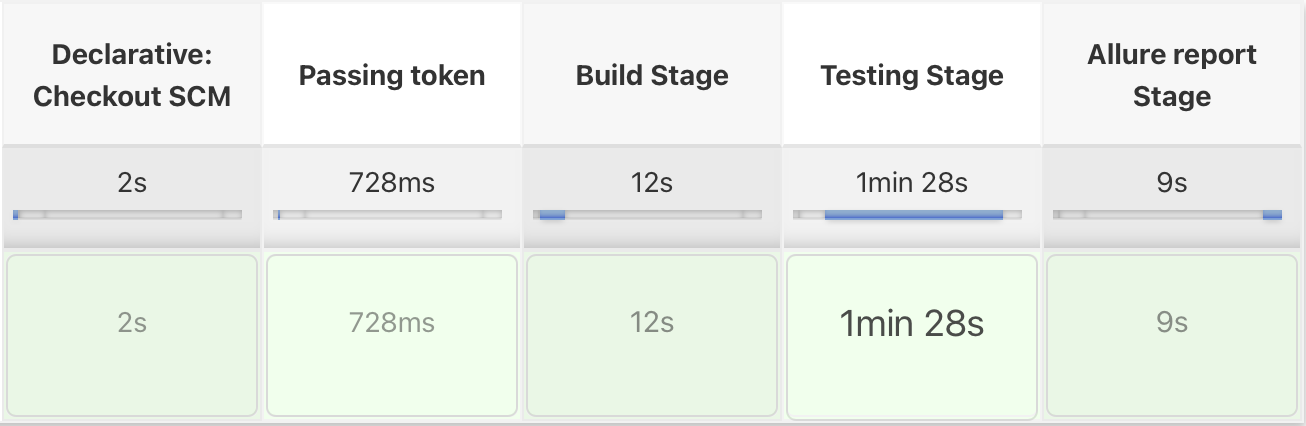 Declarative:
Checkout SCM
Passing token
Build Stage
Testing Stage
Allure report
Stage
2s
728ms
12s
1min 28s
9s
2s
728ms
12s
1min 28s
9s